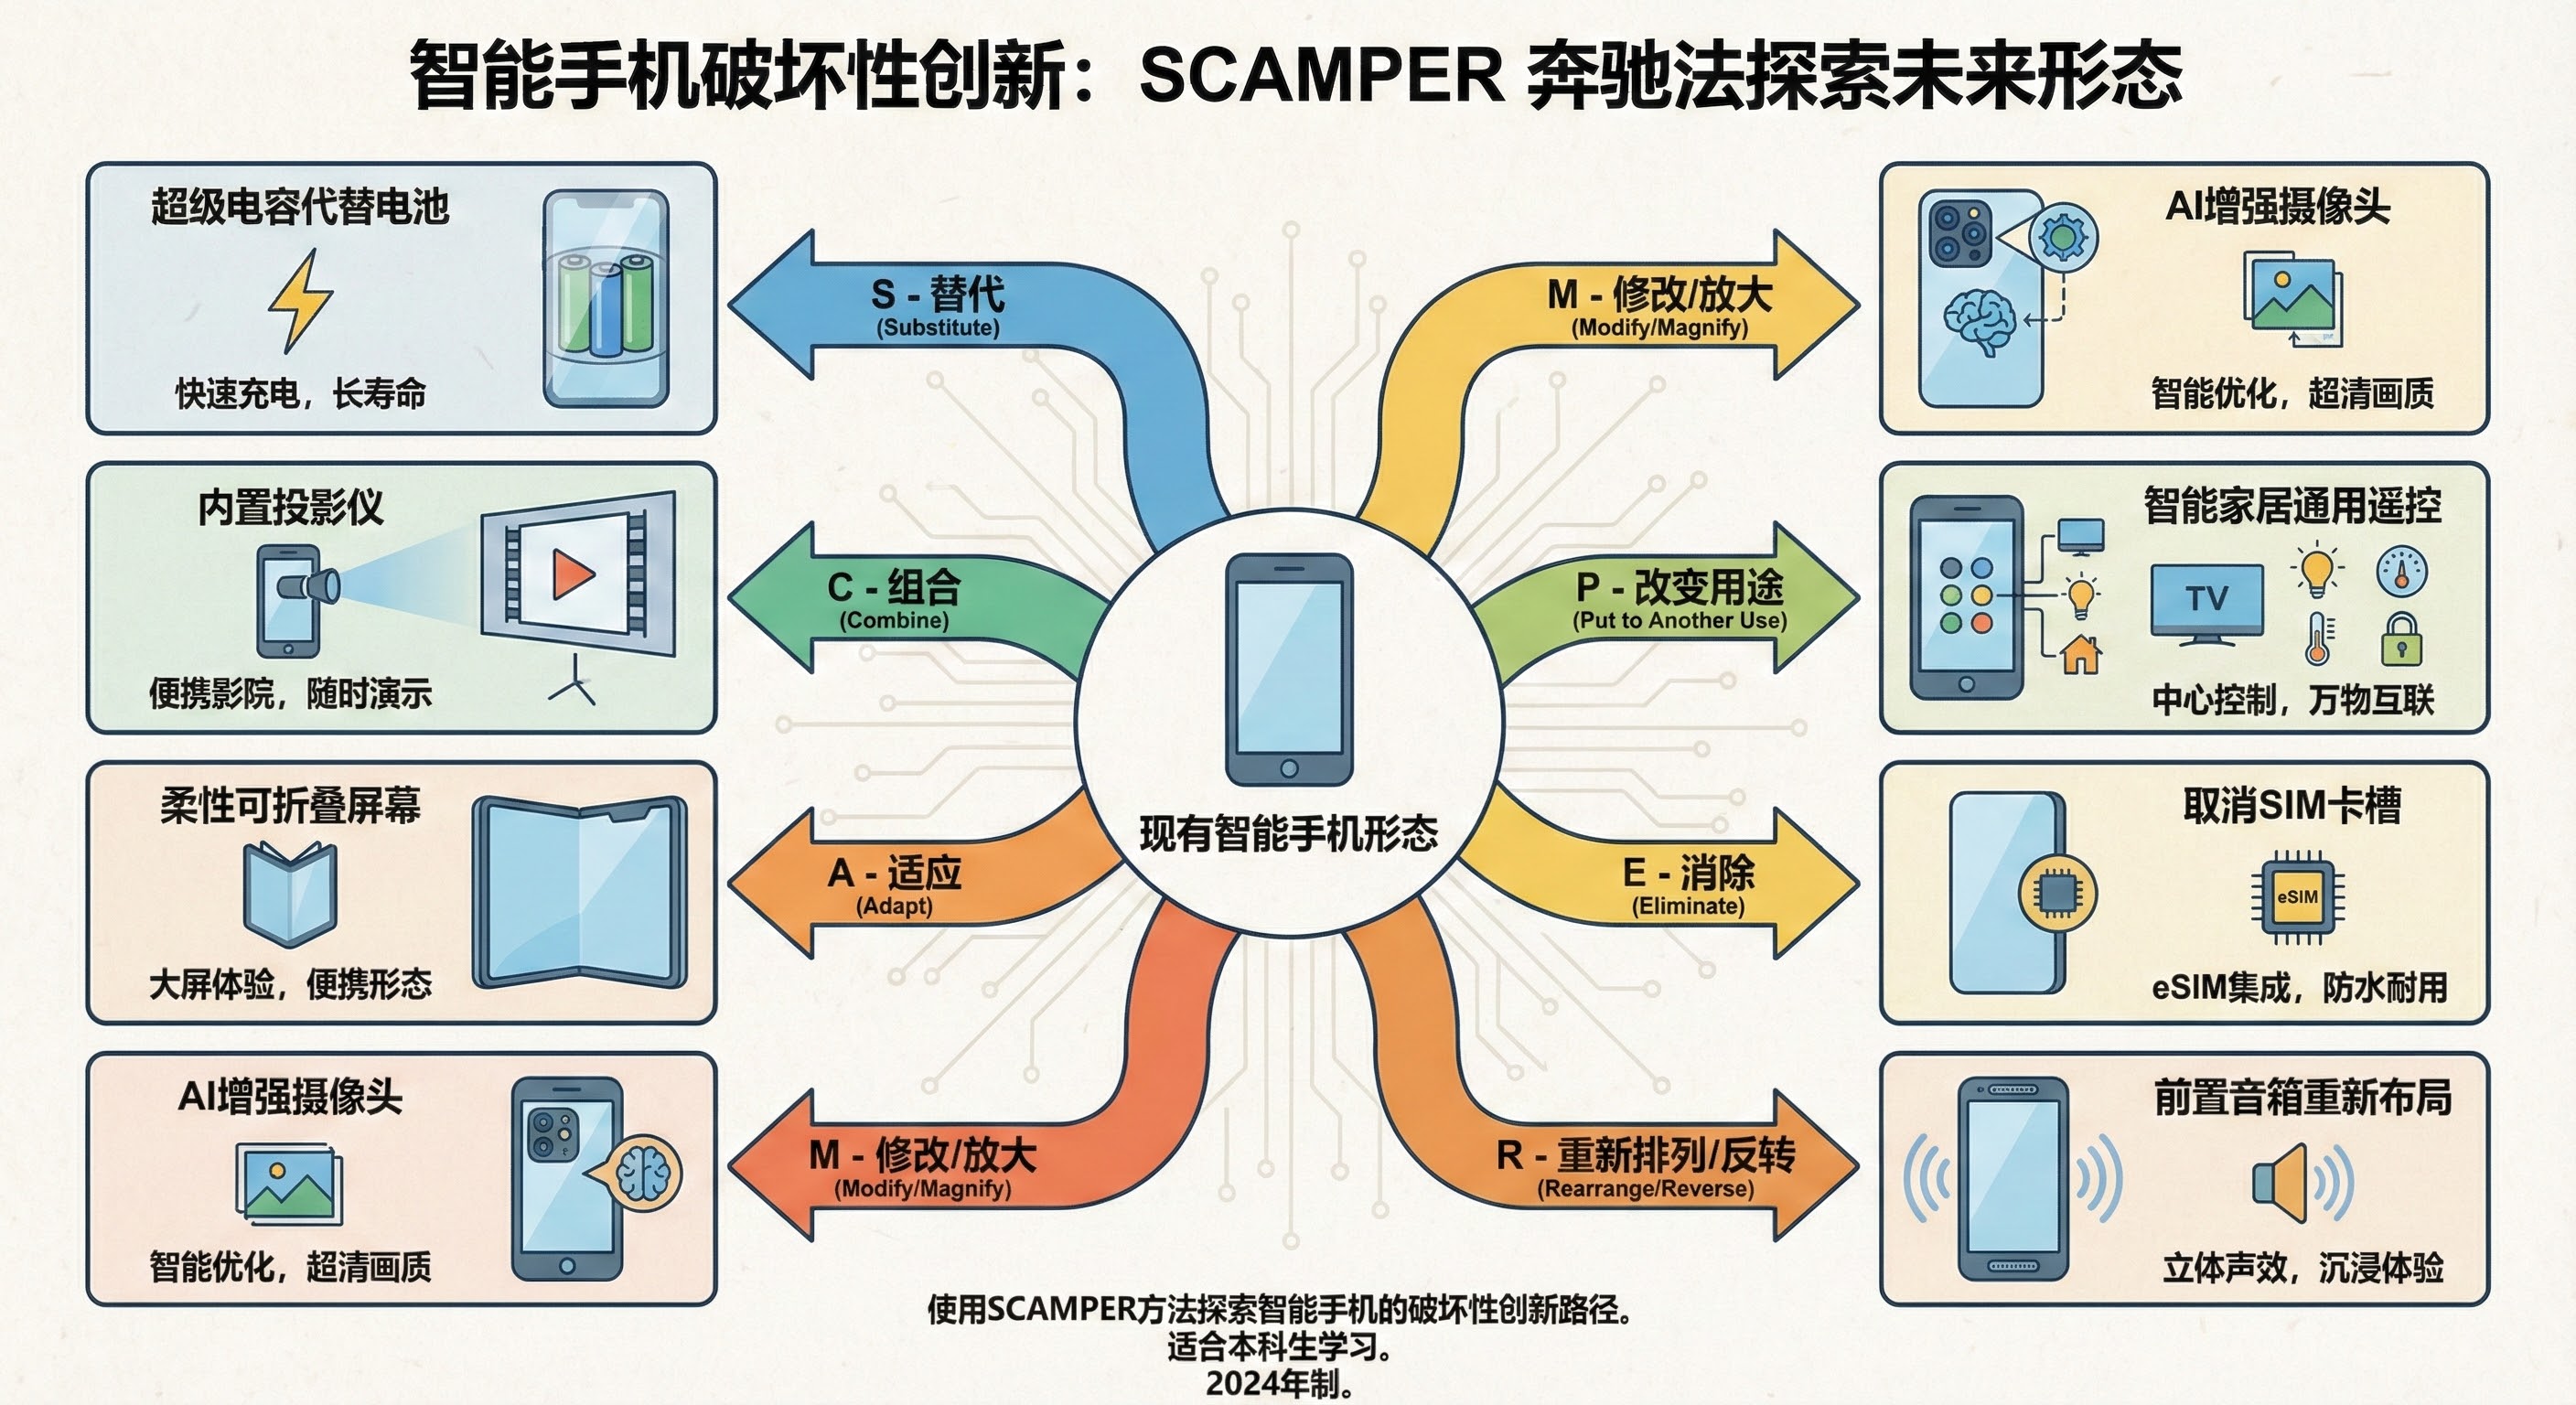 智能手机破坏性创新：SCAMPER 奔驰法探索未来形态
超级电容代替电池
快速充电，长寿命
S - 替代
(Substitute)
内置投影仪
便携影院，随时演示
C - 组合
(Combine)
柔性可折叠屏幕
大屏体验，便携形态
A - 适应
(Adapt)
AI增强摄像头
智能优化，超清画质
M - 修改/放大
(Modify/Magnify)
现有智能手机形态
M - 修改/放大
(Modify/Magnify)
AI增强摄像头
智能优化，超清画质
P - 改变用途
(Put to Another Use)
智能家居通用遥控
TV
中心控制，万物互联
E - 消除
(Eliminate)
取消SIM卡槽
eSIM
eSIM集成，防水耐用
R - 重新排列/反转
(Rearrange/Reverse)
前置音箱重新布局
立体声效，沉浸体验
使用SCAMPER方法探索智能手机的破坏性创新路径。
适合本科生学习。
2024年制。